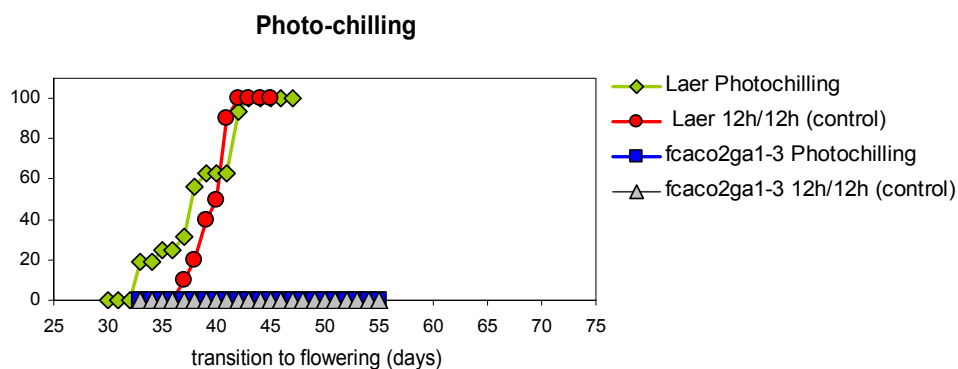 Photo-chilling
100
80
60
40
20
0
25 30 35 40 45 50 55 60 65 70 75
transition to flowering (days)
Laer Photochilling
Laer 12h/12h (control)
fcaco2ga1-3 Photochilling
fcaco2ga1-3 12h/12h (control)